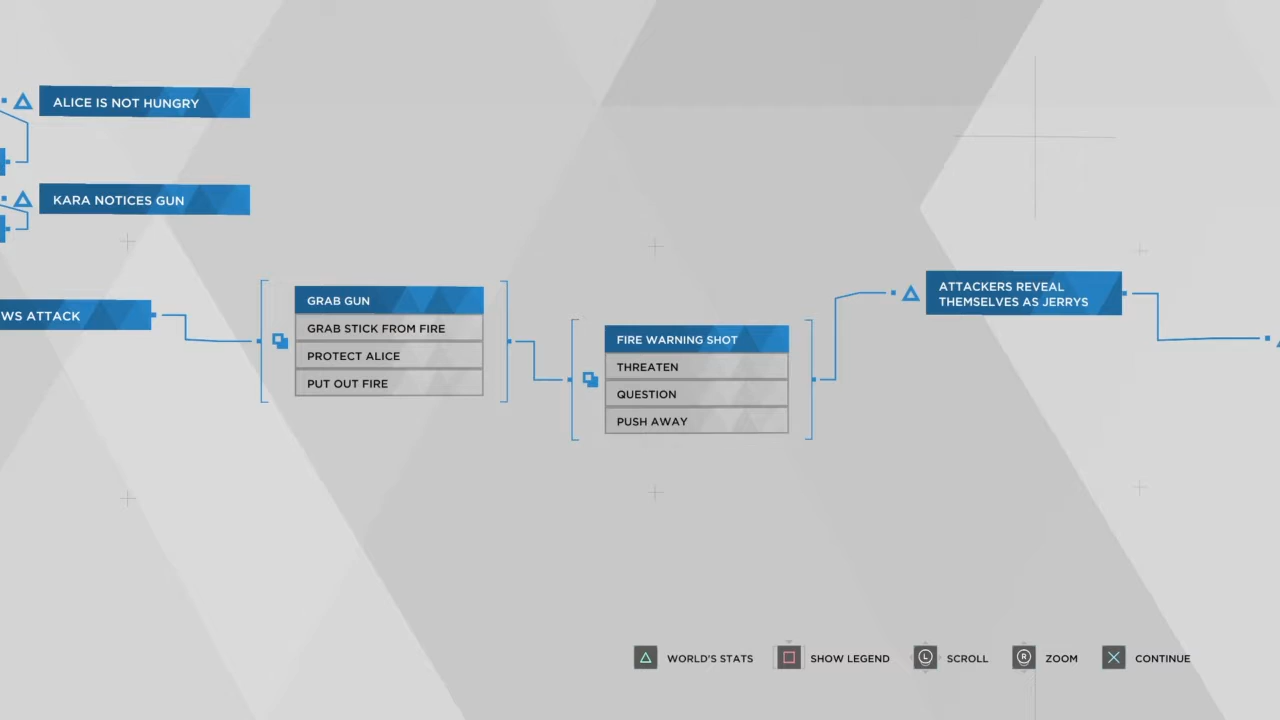 ALICE IS NOT HUNGRY
KARA NOTICES GUN
WS ATTACK
GRAB GUN
GRAB STICK FROM FIRE
PROTECT ALICE
PUT OUT FIRE
FIRE WARNING SHOT
THREATEN
QUESTION
PUSH AWAY
ATTACKERS REVEAL
THEMSELVES AS JERRYS
WORLD'S STATS
SHOW LEGEND
L
SCROLL
R
ZOOM
CONTINUE